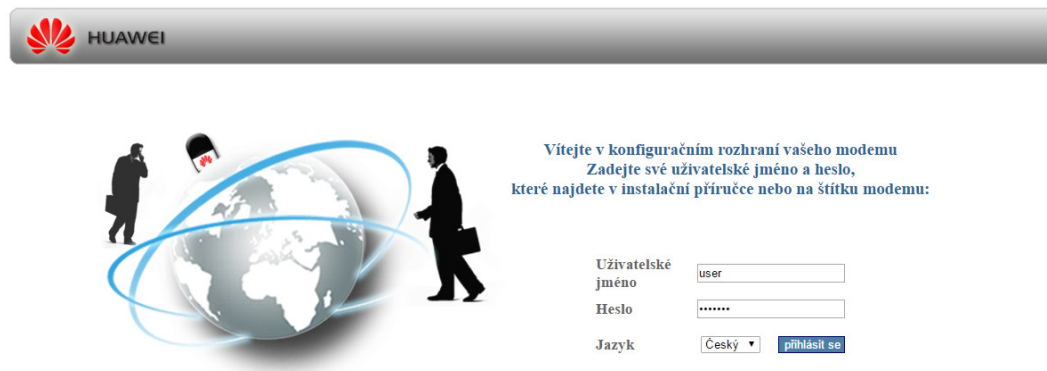 HUAWEI
Vítejte v konfiguračním rozhraní vašeho modemu
Zadejte své uživatelské jméno a heslo,
které najdete v instalační příručce nebo na štítku modemu:
Uživatelské
jméno
user
Heslo
•••••••
Jazyk
Český
přihlásit se